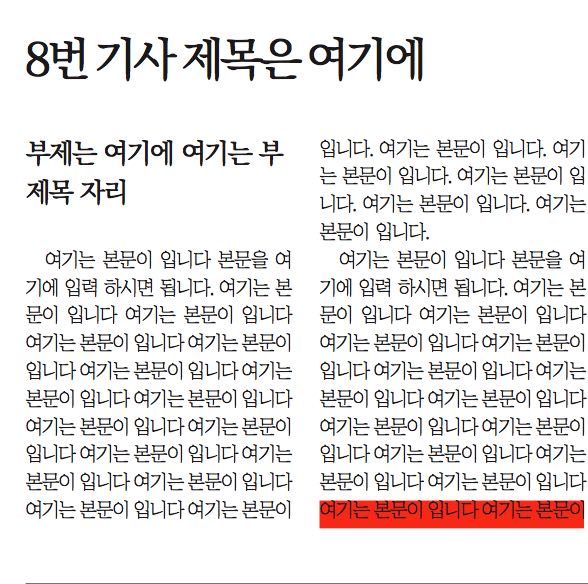 8번 기사 제목은 여기에
부제는 여기에 여기는 부
제목 자리
여기는 본문이 입니다 본문을 여
기에 입력 하시면 됩니다. 여기는 본
문이 입니다 여기는 본문이 입니다
여기는 본문이 입니다 여기는 본문이
입니다 여기는 본문이 입니다 여기는
본문이 입니다 여기는 본문이 입니다
여기는 본문이 입니다 여기는 본문이
입니다 여기는 본문이 입니다 여기는
본문이 입니다 여기는 본문이 입니다
여기는 본문이 입니다 여기는 본문이
입니다. 여기는 본문이 입니다. 여기
는 본문이 입니다. 여기는 본문이 입
니다. 여기는 본문이 입니다. 여기는
본문이 입니다.
여기는 본문이 입니다 본문을 여
기에 입력 하시면 됩니다. 여기는 본
문이 입니다 여기는 본문이 입니다
여기는 본문이 입니다 여기는 본문이
입니다 여기는 본문이 입니다 여기는
본문이 입니다 여기는 본문이 입니다
여기는 본문이 입니다 여기는 본문이
입니다 여기는 본문이 입니다 여기는
본문이 입니다 여기는 본문이 입니다
여기는 본문이 입니다 여기는 본문이